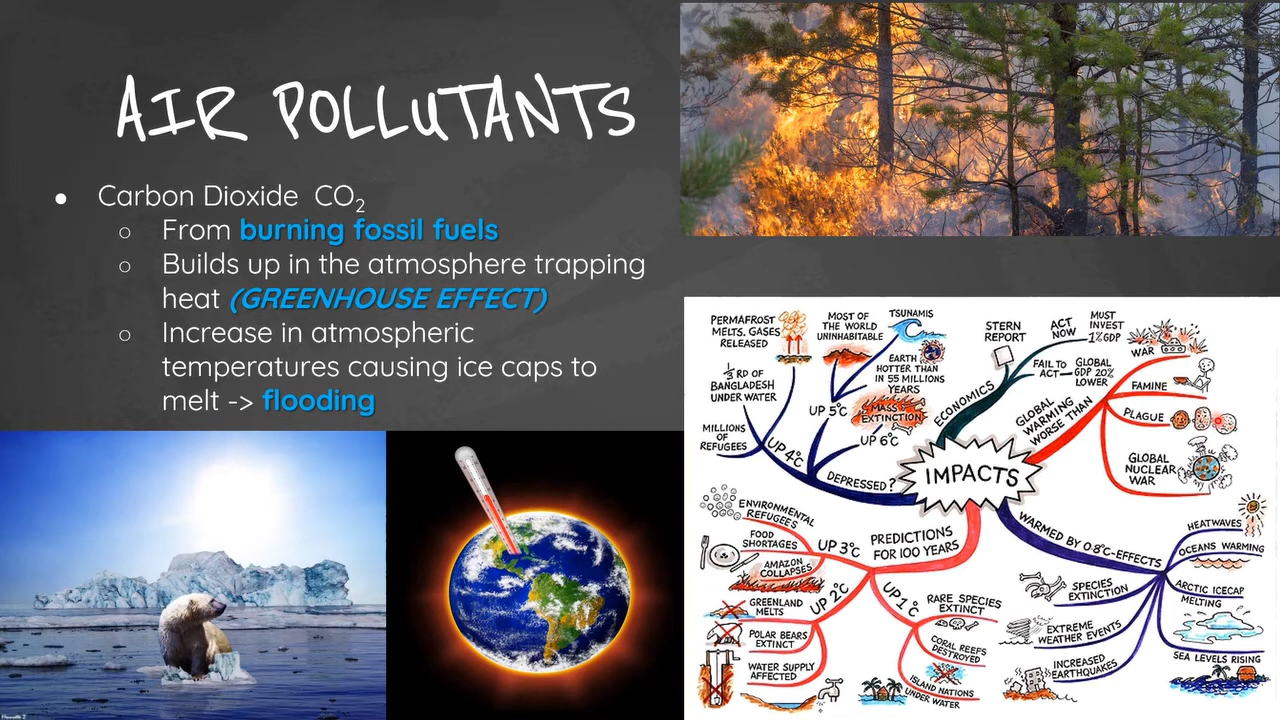 AIR POLLUTANTS
● Carbon Dioxide CO₂
○ From burning fossil fuels
○ Builds up in the atmosphere trapping
heat (GREENHOUSE EFFECT)
○ Increase in atmospheric
temperatures causing ice caps to
melt -> flooding
IMPACTS
ECONOMICS
STERN
REPORT
ACT
NOW
MUST
INVEST
1% GDP
FAIL TO
ACT
GLOBAL
GDP 20%
LOWER
GLOBAL
WARMING
WORSE THAN
WAR
FAMINE
PLAGUE
GLOBAL
NUCLEAR
WAR
WARMED BY 0.8°C-EFFECTS
HEATWAVES
OCEANS WARMING
ARCTIC ICECAP
MELTING
SEA LEVELS RISING
SPECIES
EXTINCTION
EXTREME
WEATHER EVENTS
INCREASED
EARTHQUAKES
PREDICTIONS
FOR 100 YEARS
UP 1°C
RARE SPECIES
EXTINCT
CORAL REEFS
DESTROYED
ISLAND NATIONS
UNDER WATER
UP 2°C
GREENLAND
MELTS
POLAR BEARS
EXTINCT
WATER SUPPLY
AFFECTED
UP 3°C
ENVIRONMENTAL
REFUGEES
FOOD
SHORTAGES
AMAZON
COLLAPSES
DEPRESSED?
UP 4°C
PERMAFROST
MELTS. GASES
RELEASED
⅓ RD OF
BANGLADESH
UNDER WATER
MILLIONS
OF
REFUGEES
UP 5°C
MOST OF
THE WORLD
UNINHABITABLE
TSUNAMIS
EARTH
HOTTER THAN
IN 55 MILLIONS
YEARS
UP 6°C
MASS
EXTINCTION